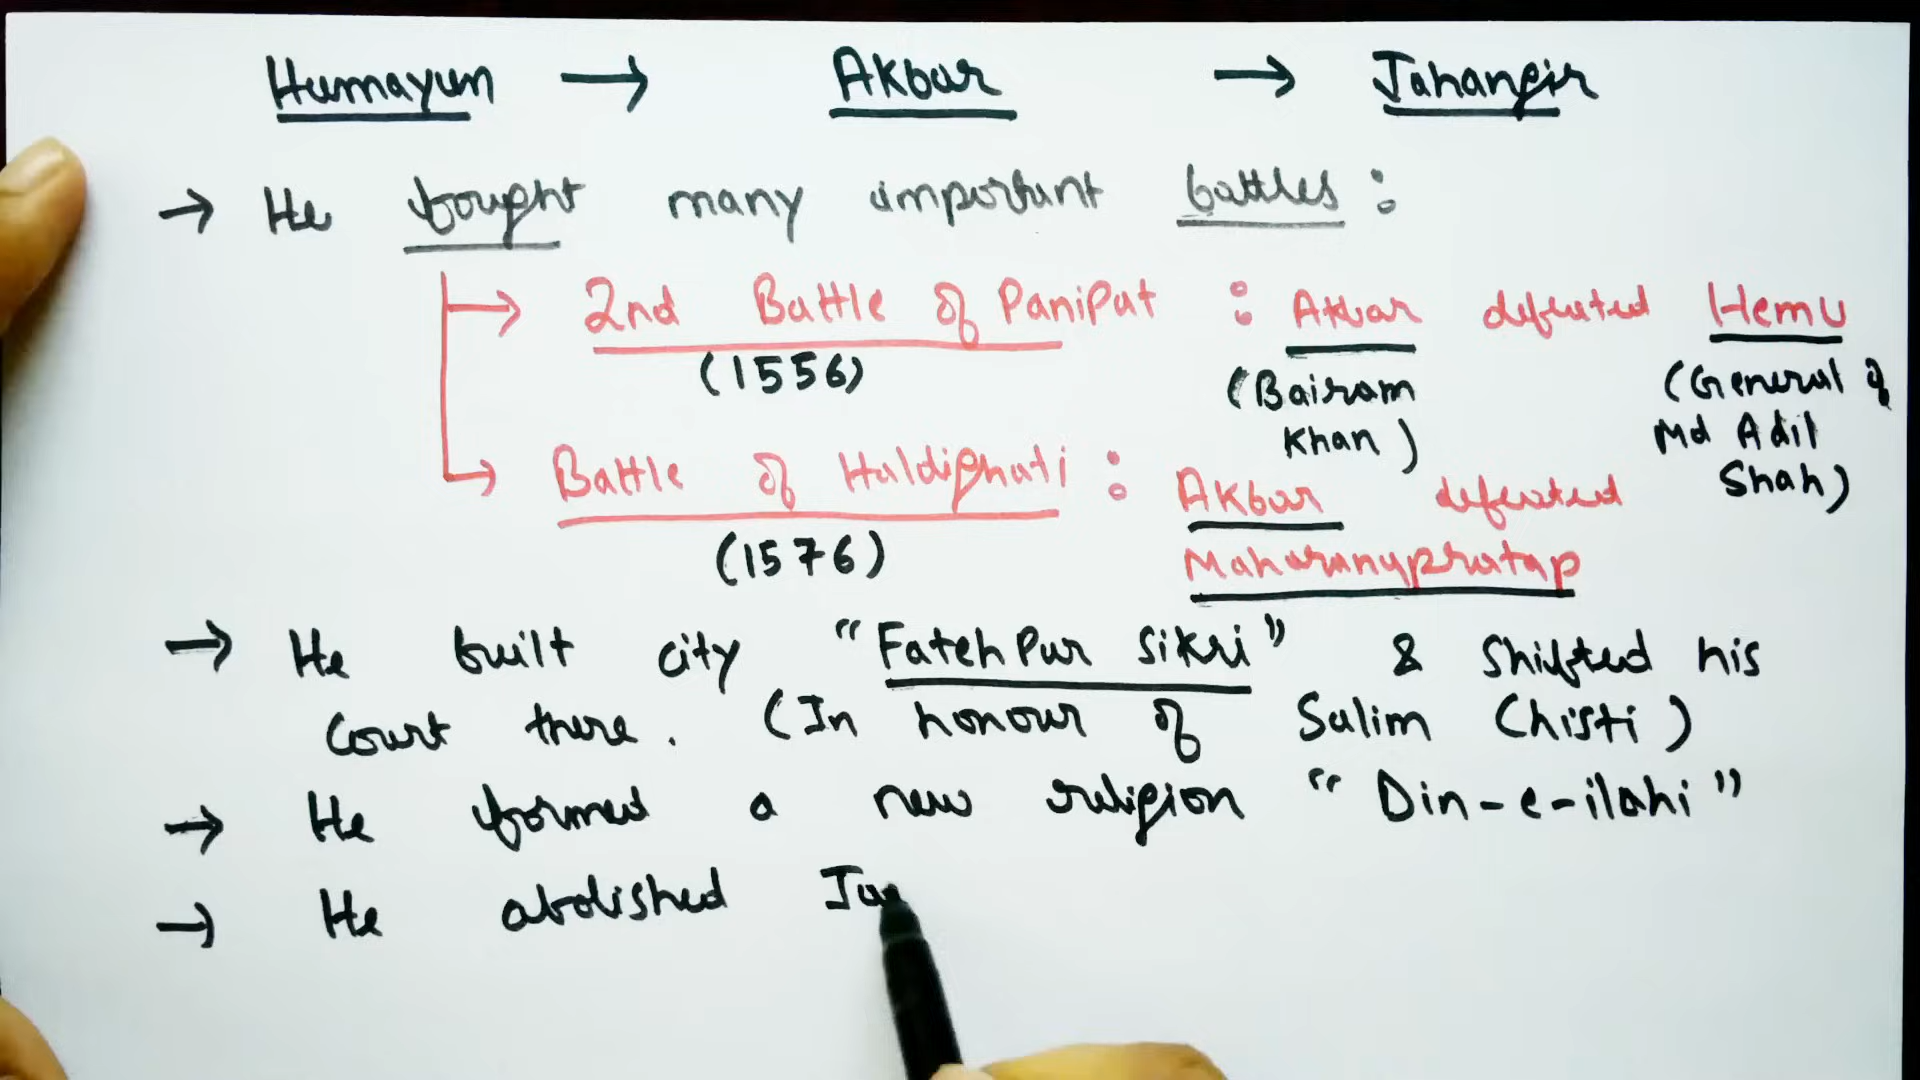 Humayun → Akbar → Jahangir
→ He fought many important battles :
→ 2nd Battle of Panipat : Akbar defeated Hemu
(1556) (Bairam Khan) (General of Md Adil Shah)
→ Battle of Haldighati : Akbar defeated
(1576) Maharanapratap
→ He built city "Fatehpur Sikri" & shifted his
Court there. (In honour of Salim Chisti)
→ He formed a new religion "Din-e-ilahi"
→ He abolished